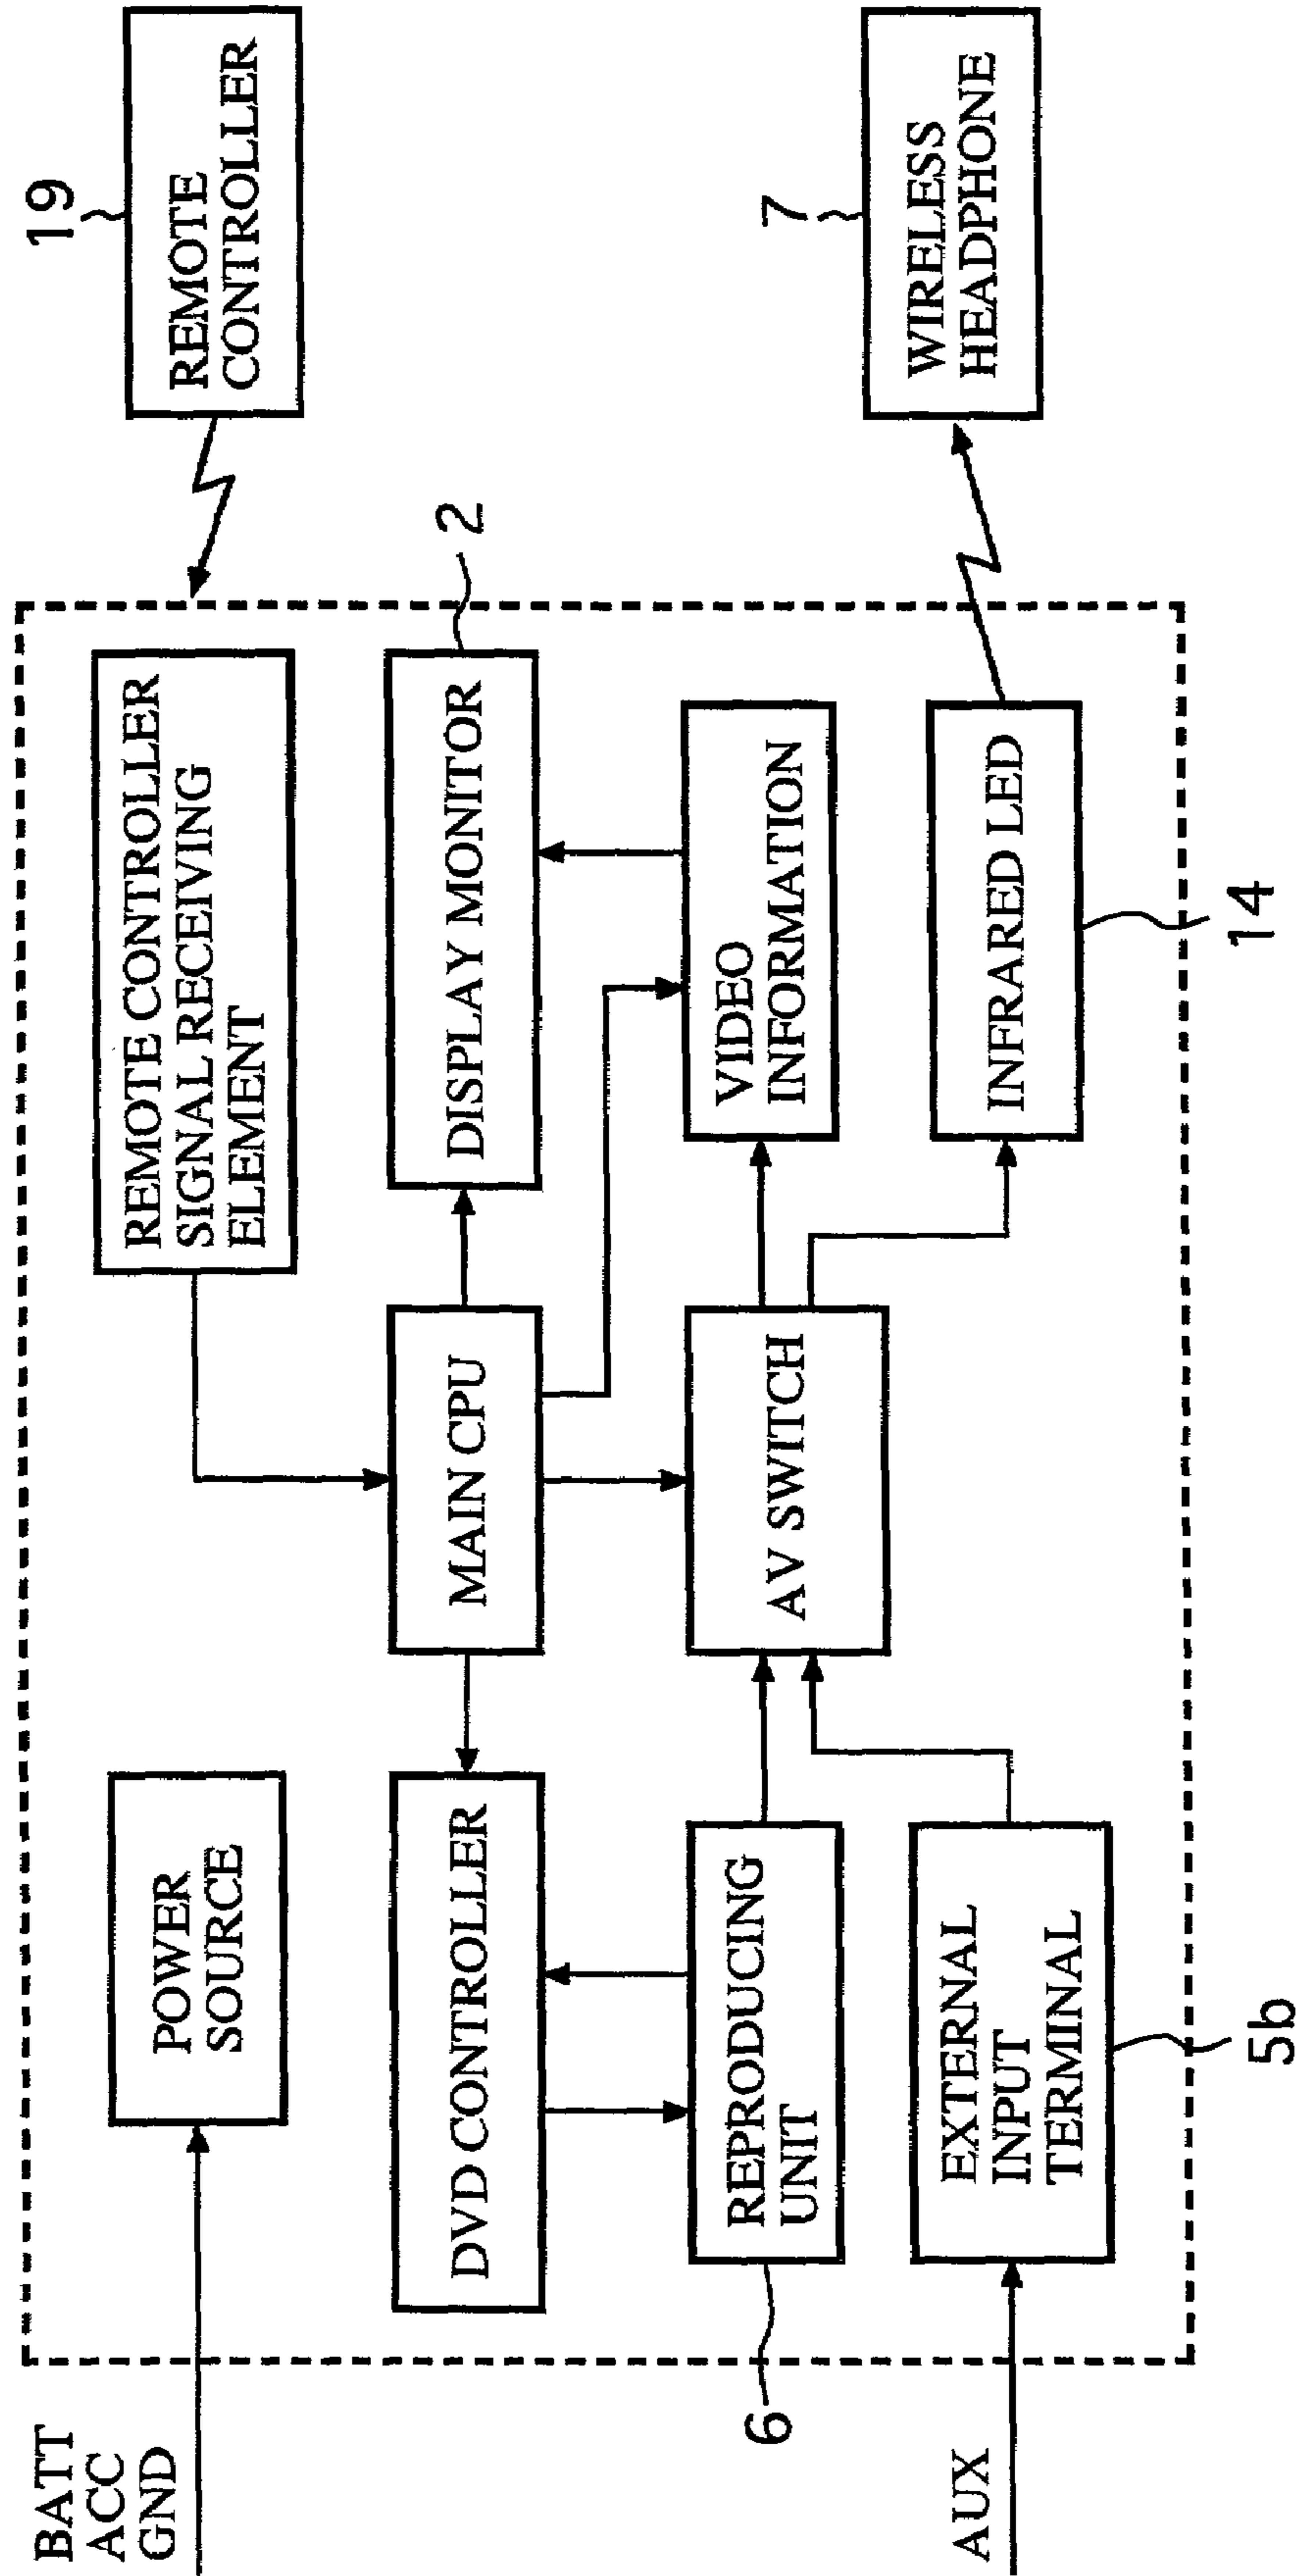 BATT
ACC
GND
POWER
SOURCE
REMOTE CONTROLLER
SIGNAL RECEIVING
ELEMENT
19
REMOTE
CONTROLLER
DVD CONTROLLER
MAIN CPU
DISPLAY MONITOR
2
6
REPRODUCING
UNIT
AV SWITCH
VIDEO
INFORMATION
7
WIRELESS
HEADPHONE
AUX
EXTERNAL
INPUT
TERMINAL
5b
INFRARED LED
14